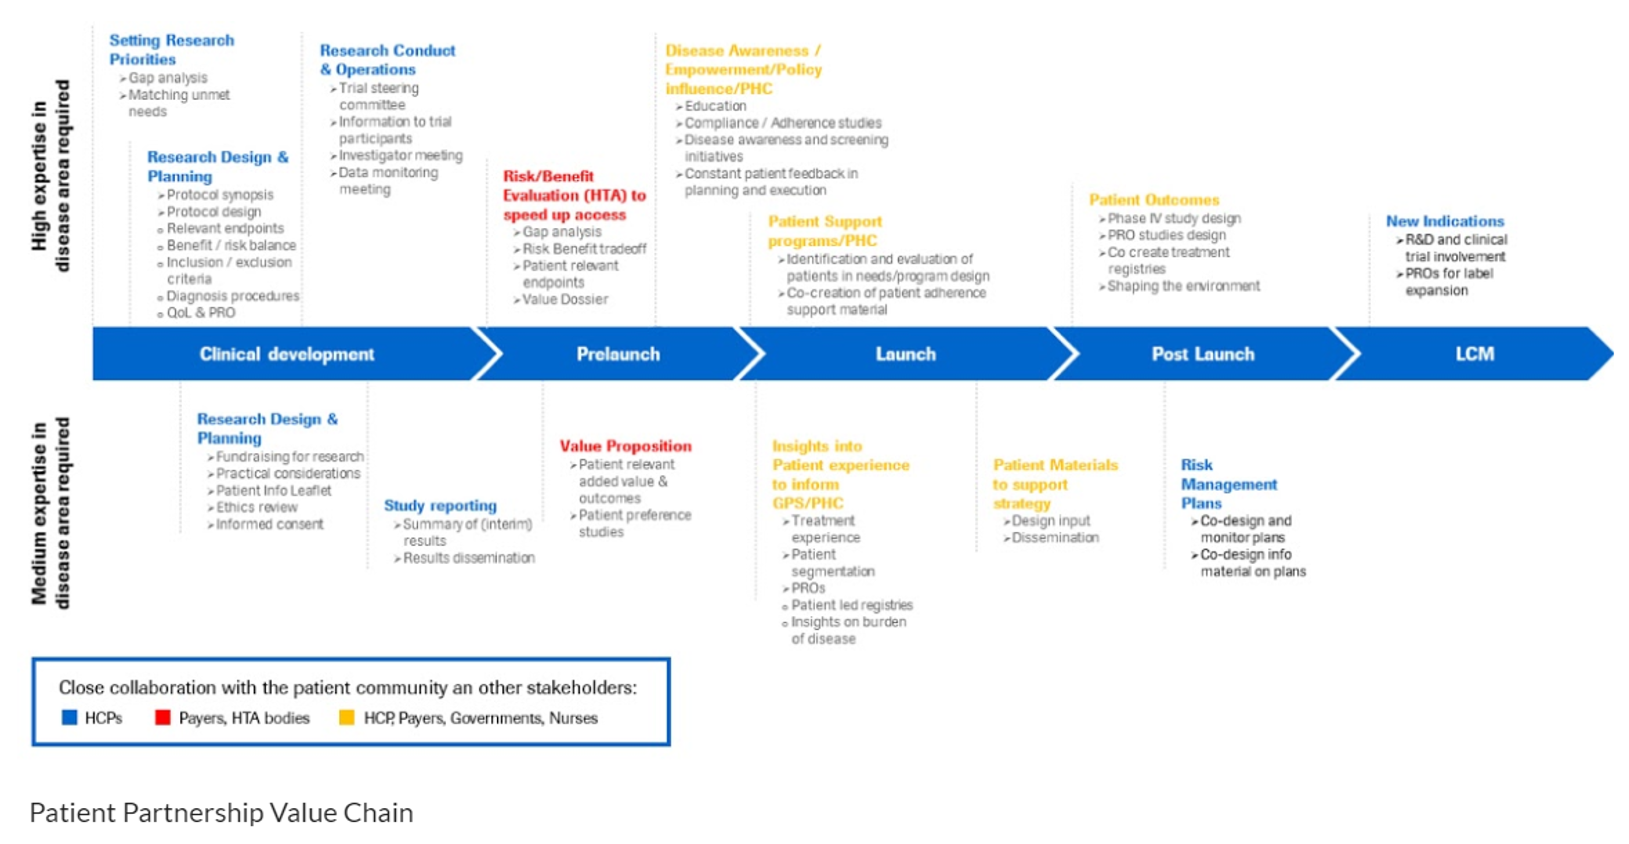 High expertise in
disease area required
Setting Research
Priorities
➢Gap analysis
➢Matching unmet
needs
Research Design &
Planning
➢Protocol synopsis
➢Protocol design
o Relevant endpoints
o Benefit / risk balance
o Inclusion / exclusion
criteria
o Diagnosis procedures
o QoL & PRO
Research Conduct
& Operations
➢Trial steering
committee
➢Information to trial
participants
➢Investigator meeting
➢Data monitoring
meeting
Risk/Benefit
Evaluation (HTA) to
speed up access
➢Gap analysis
➢Risk Benefit tradeoff
➢Patient relevant
endpoints
➢Value Dossier
Disease Awareness /
Empowerment/Policy
influence/PHC
➢Education
➢Compliance / Adherence studies
➢Disease awareness and screening
initiatives
➢Constant patient feedback in
planning and execution
Patient Support
programs/PHC
➢Identification and evaluation of
patients in needs/program design
➢Co-creation of patient adherence
support material
Patient Outcomes
➢Phase IV study design
➢PRO studies design
➢Co create treatment
registries
➢Shaping the environment
New Indications
➢R&D and clinical
trial involvement
➢PROs for label
expansion
Clinical development
Prelaunch
Launch
Post Launch
LCM
Medium expertise in
disease area required
Research Design &
Planning
➢Fundraising for research
➢Practical considerations
➢Patient Info Leaflet
➢Ethics review
➢Informed consent
Study reporting
➢Summary of (interim)
results
➢Results dissemination
Value Proposition
➢Patient relevant
added value &
outcomes
➢Patient preference
studies
Insights into
Patient experience
to inform
GPS/PHC
➢Treatment
experience
➢Patient
segmentation
➢PROs
o Patient led registries
o Insights on burden
of disease
Patient Materials
to support
strategy
➢Design input
➢Dissemination
Risk
Management
Plans
➢Co-design and
monitor plans
➢Co-design info
material on plans
Close collaboration with the patient community an other stakeholders:
HCPs
Payers, HTA bodies
HCP, Payers, Governments, Nurses
Patient Partnership Value Chain